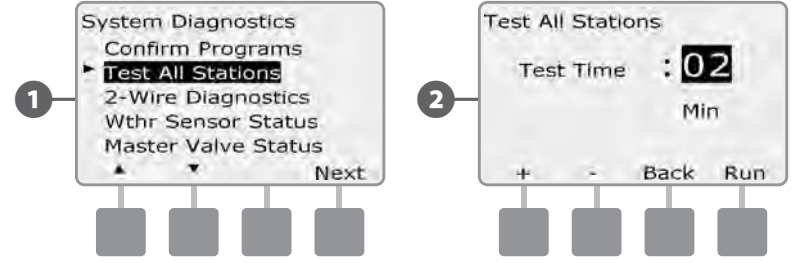 1
System Diagnostics
Confirm Programs
Test All Stations
2-Wire Diagnostics
Wthr Sensor Status
Master Valve Status
Next
2
Test All Stations
Test Time : 02
Min
+ - Back Run